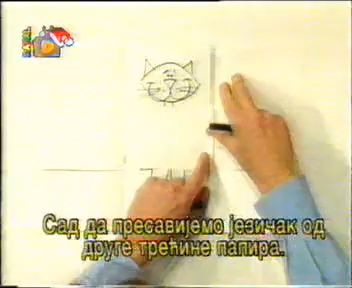 Сад да пресавијемо језичак од
друге трећине папира.